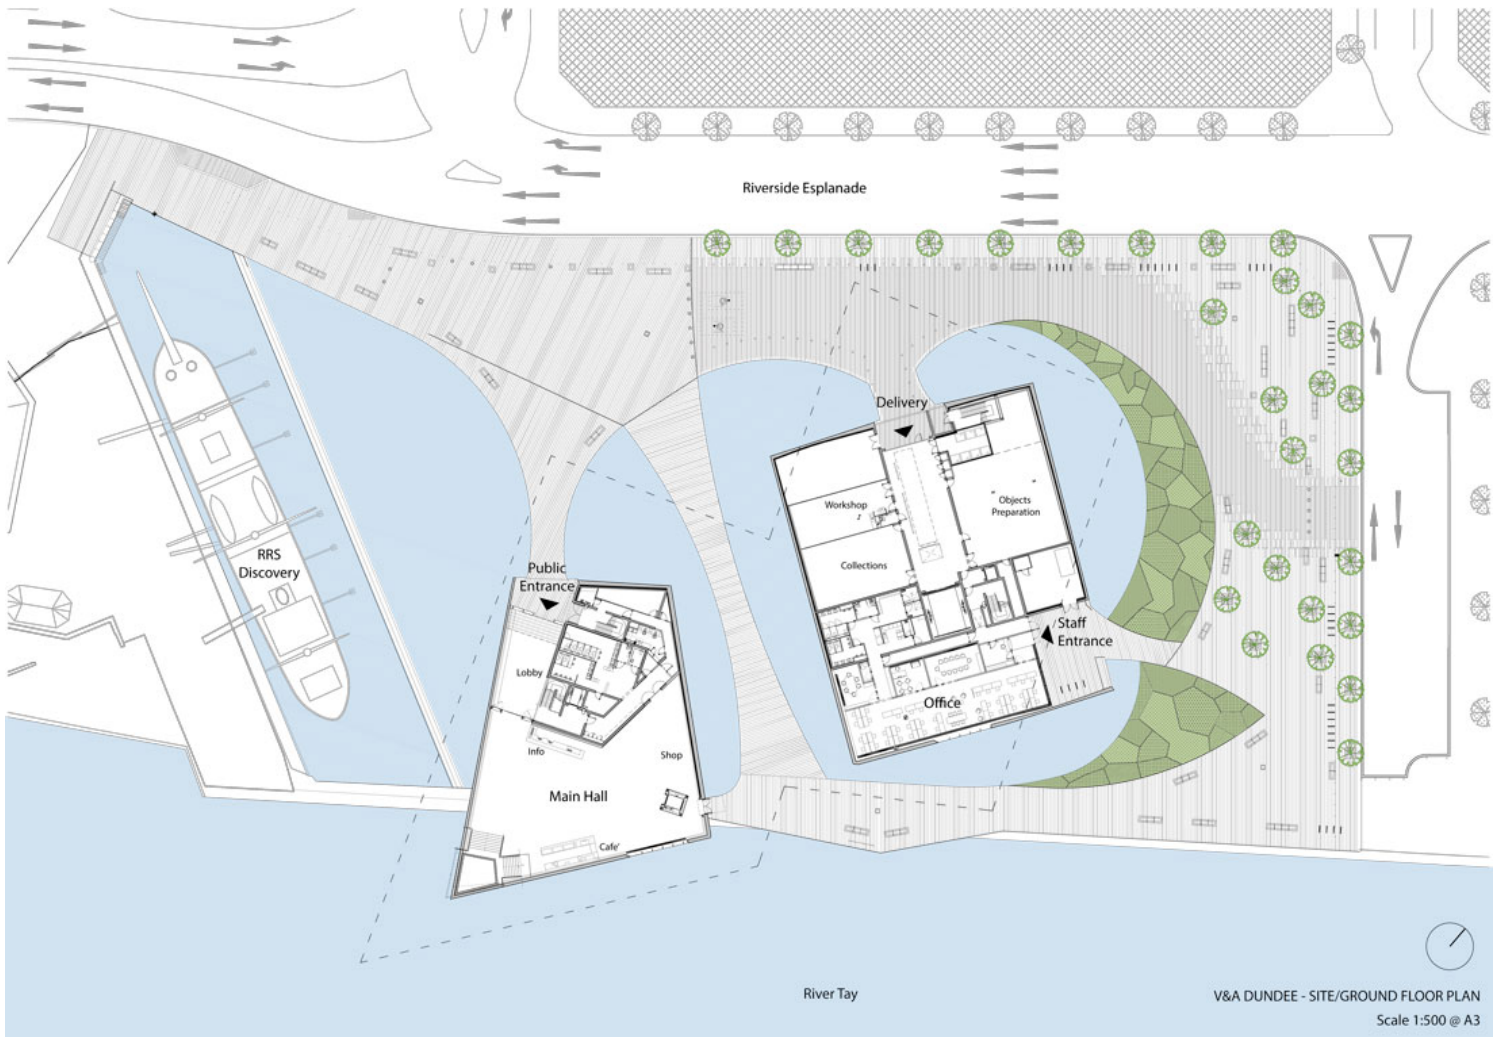 Riverside Esplanade
Delivery
Workshop
Objects
Preparation
Collections
RRS
Discovery
Public
Entrance
Staff
Entrance
Lobby
Office
Info
Shop
Main Hall
Cafe'
River Tay
V&A DUNDEE - SITE/GROUND FLOOR PLAN
Scale 1:500 @ A3